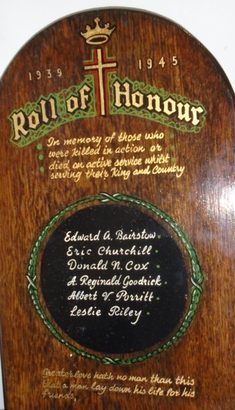 1939 1945
Roll of Honour
In memory of those who
were killed in action or
died on active service whilst
serving their King and Country
Edward A. Bairstow
Eric Churchill
Donald N. Cox
A. Reginald Goodrick
Albert V. Porritt
Leslie Riley
Greater love hath no man than this
that a man lay down his life for his
friends.